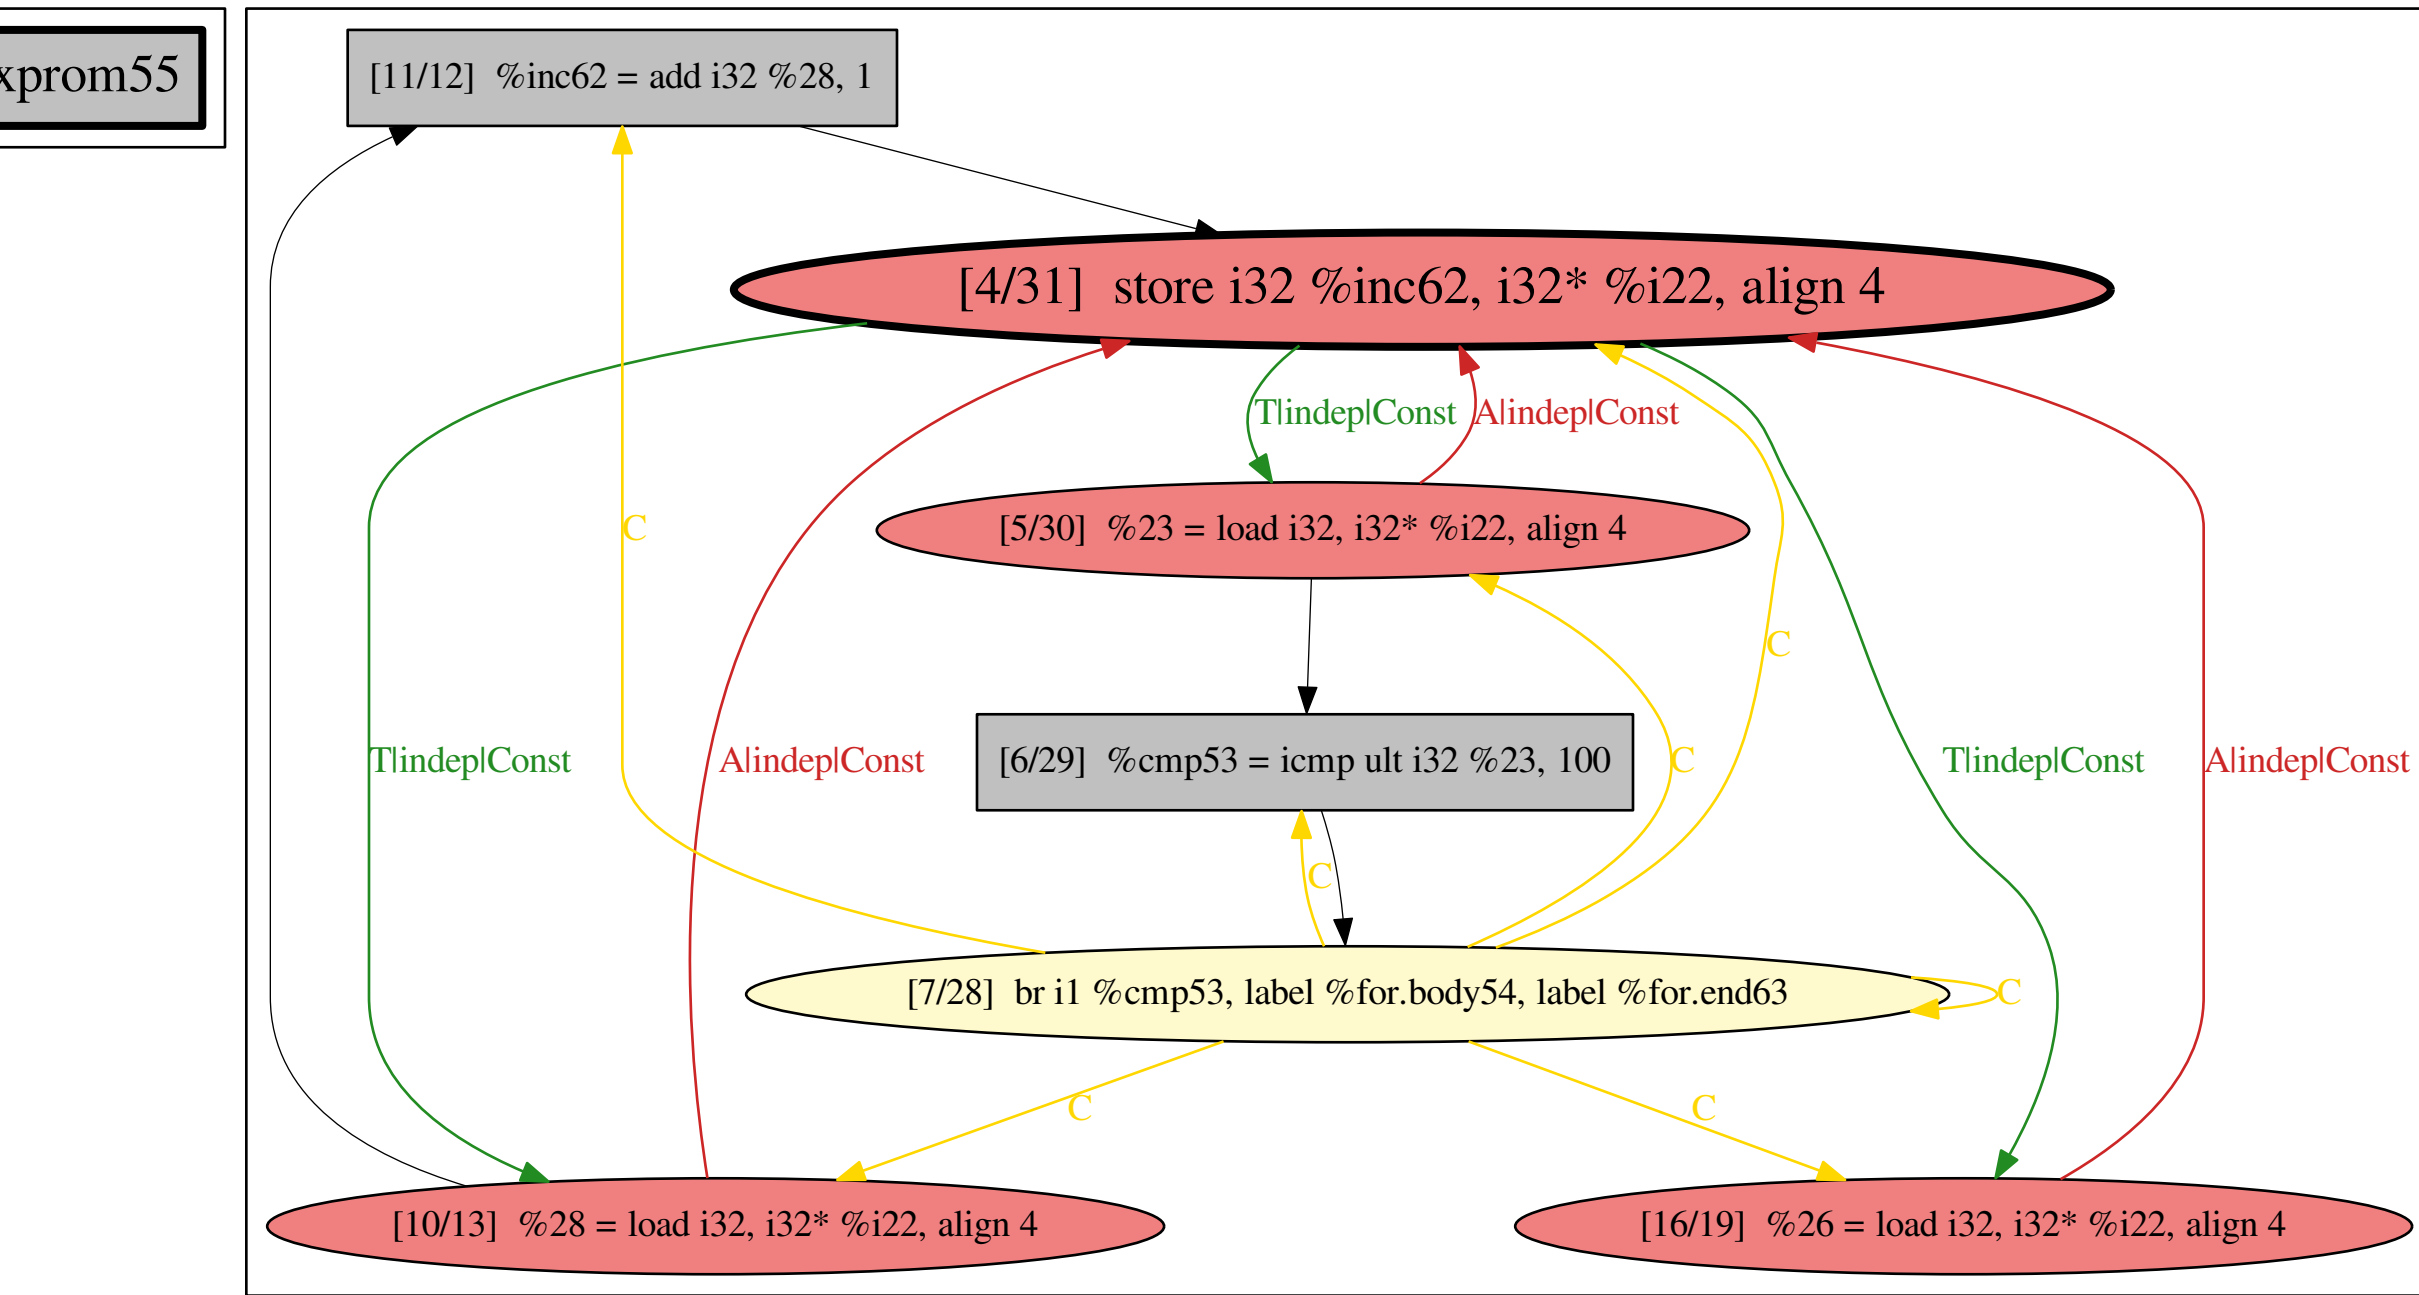 xprom55
[11/12]  %inc62 = add i32 %28, 1
[4/31]  store i32 %inc62, i32* %i22, align 4
T|indep|Const
A|indep|Const
[5/30]  %23 = load i32, i32* %i22, align 4
C
C
[6/29]  %cmp53 = icmp ult i32 %23, 100
T|indep|Const
A|indep|Const
C
T|indep|Const
A|indep|Const
C
[7/28]  br i1 %cmp53, label %for.body54, label %for.end63
C
C
C
[10/13]  %28 = load i32, i32* %i22, align 4
[16/19]  %26 = load i32, i32* %i22, align 4